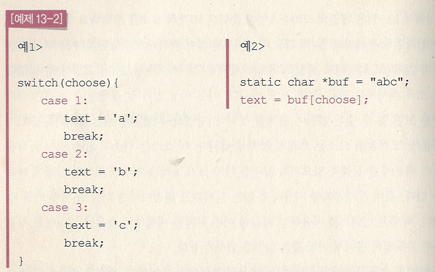 [예제 13-2]
예1>
switch(choose){
case 1:
text = 'a';
break;
case 2:
text = 'b';
break;
case 3:
text = 'c';
break;
}
예2>
static char *buf = "abc";
text = buf[choose];